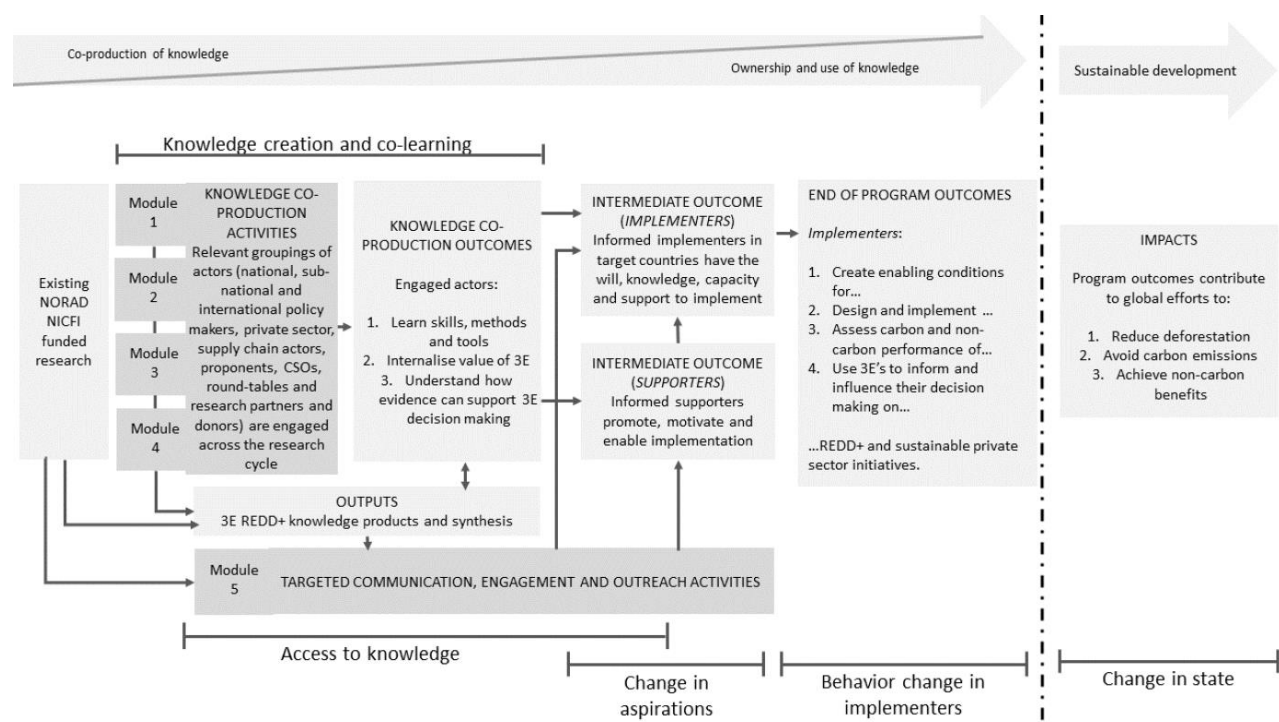 Co-production of knowledge
Ownership and use of knowledge
Sustainable development
Knowledge creation and co-learning
Existing
NORAD
NICFI
funded
research
Module
1
Module
2
Module
3
Module
4
KNOWLEDGE CO-
PRODUCTION
ACTIVITIES
Relevant groupings of
actors (national, sub-
national and
international policy
makers, private sector,
supply chain actors,
proponents, CSOs,
round-tables and
research partners and
donors) are engaged
across the research
cycle
KNOWLEDGE CO-
PRODUCTION OUTCOMES
Engaged actors:
1. Learn skills, methods
and tools
2. Internalise value of 3E
3. Understand how
evidence can support 3E
decision making
INTERMEDIATE OUTCOME
(IMPLEMENTERS)
Informed implementers in
target countries have the
will, knowledge, capacity
and support to implement
INTERMEDIATE OUTCOME
(SUPPORTERS)
Informed supporters
promote, motivate and
enable implementation
END OF PROGRAM OUTCOMES
Implementers:
1. Create enabling conditions
for...
2. Design and implement ...
3. Assess carbon and non-
carbon performance of...
4. Use 3E's to inform and
influence their decision
making on...
...REDD+ and sustainable private
sector initiatives.
IMPACTS
Program outcomes contribute
to global efforts to:
1. Reduce deforestation
2. Avoid carbon emissions
3. Achieve non-carbon
benefits
OUTPUTS
3E REDD+ knowledge products and synthesis
Module
5
TARGETED COMMUNICATION, ENGAGEMENT AND OUTREACH ACTIVITIES
Access to knowledge
Change in
aspirations
Behavior change in
implementers
Change in state